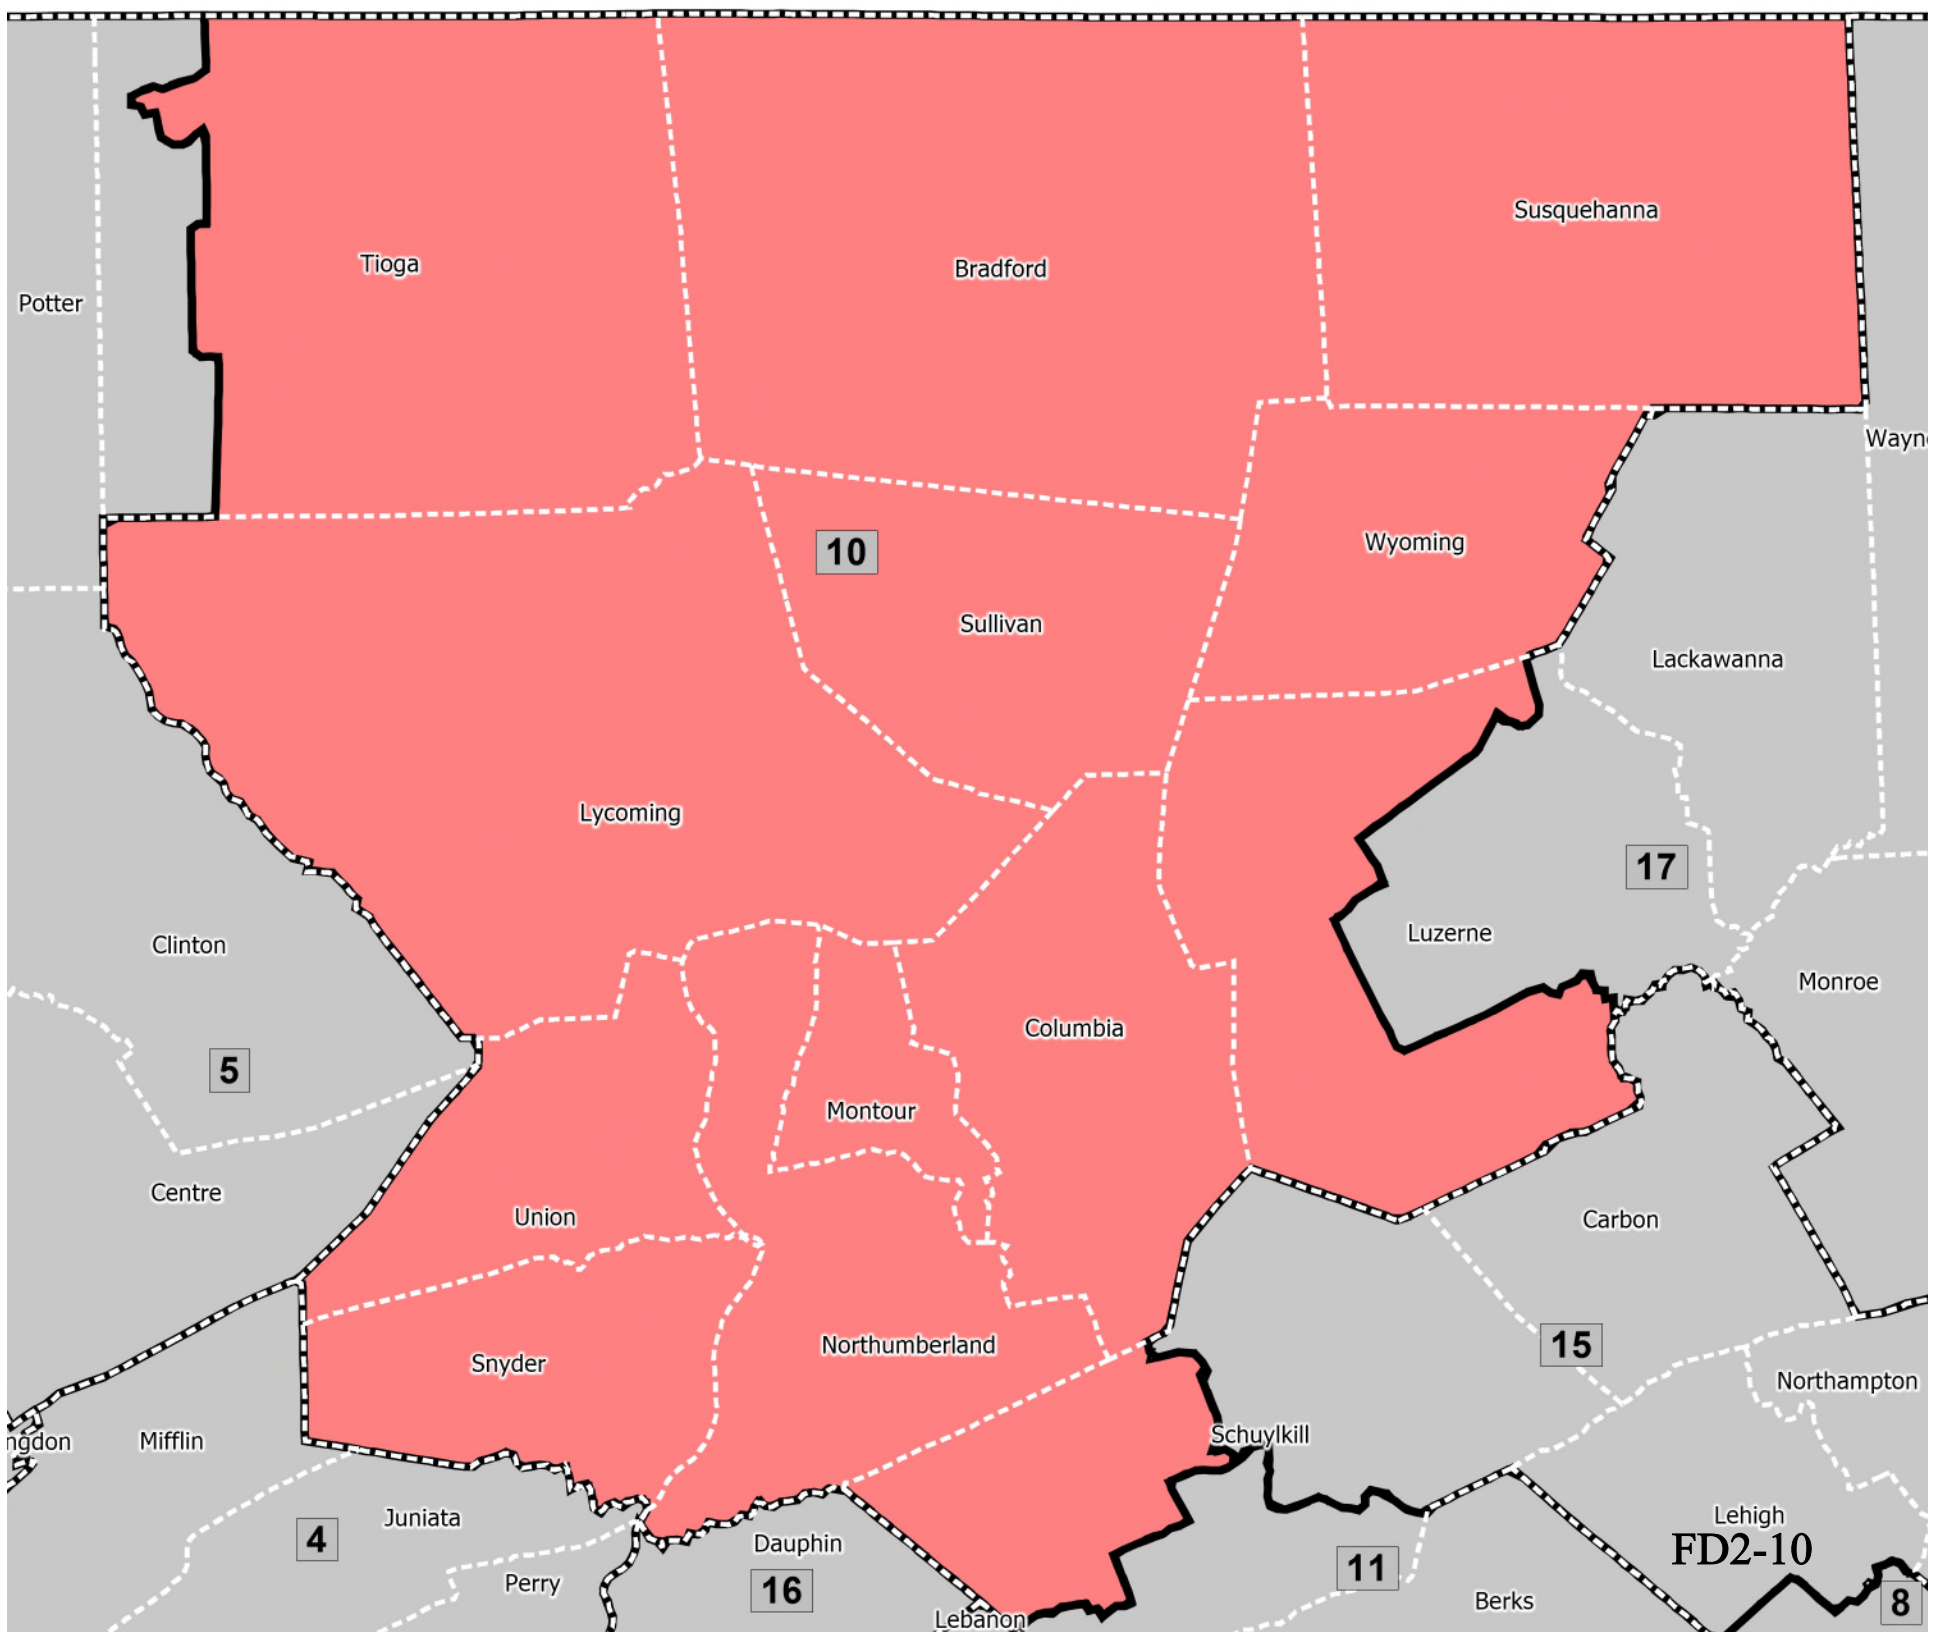 Susquehanna
Tioga
Bradford
Potter
Wayn
10
Wyoming
Sullivan
Lackawanna
Lycoming
17
Clinton
Luzerne
Monroe
Columbia
5
Montour
Centre
Union
Carbon
Northumberland
15
Snyder
Northampton
Schuylkill
ngdon
Mifflin
Juniata
Lehigh
4
Dauphin
FD2-10
11
Perry
16
Berks
8
Lebanon